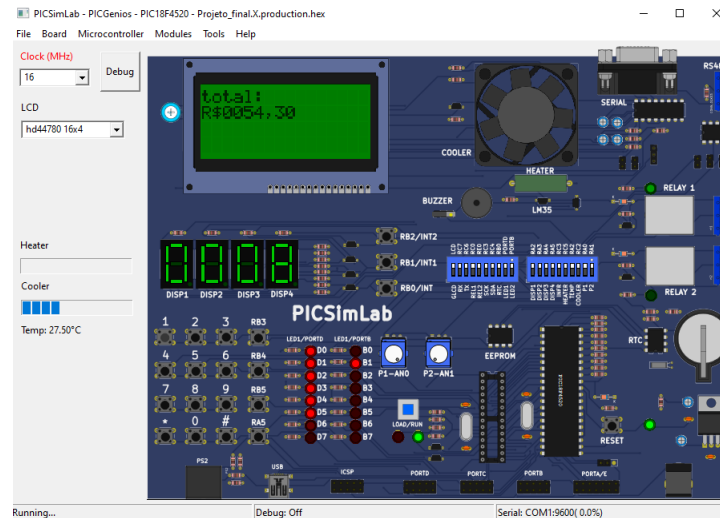 PICSimLab - PICGenios - PIC18F4520 - Projeto_final.X.production.hex
File Board Microcontroller Modules Tools Help
Clock (MHz)
16
Debug
LCD
hd44780 16x4
Heater
Cooler
Temp: 27.50°C
total:
R$0054,30
COOLER
SERIAL
RS48
HEATER
BUZZER
LM35
RELAY 1
RELAY 2
RB2/INT2
RB1/INT1
RB0/INT
DISP1 DISP2 DISP3 DISP4
PICSimLab
1 2 3 RB3
4 5 6 RB4
7 8 9 RB5
* 0 # RA5
LED1/PORTD LED1/PORTB
D0 B0
D1 B1
D2 B2
D3 B3
D4 B4
D5 B5
D6 B6
D7 B7
P1-AN0 P2-AN1
LOAD/RUN
EEPROM
PIC18F4520
RTC
RESET
PS2
USB
ICSP
PORTD
PORTC
PORTB
PORTA/E
Running...
Debug: Off
Serial: COM1:9600( 0.0%)